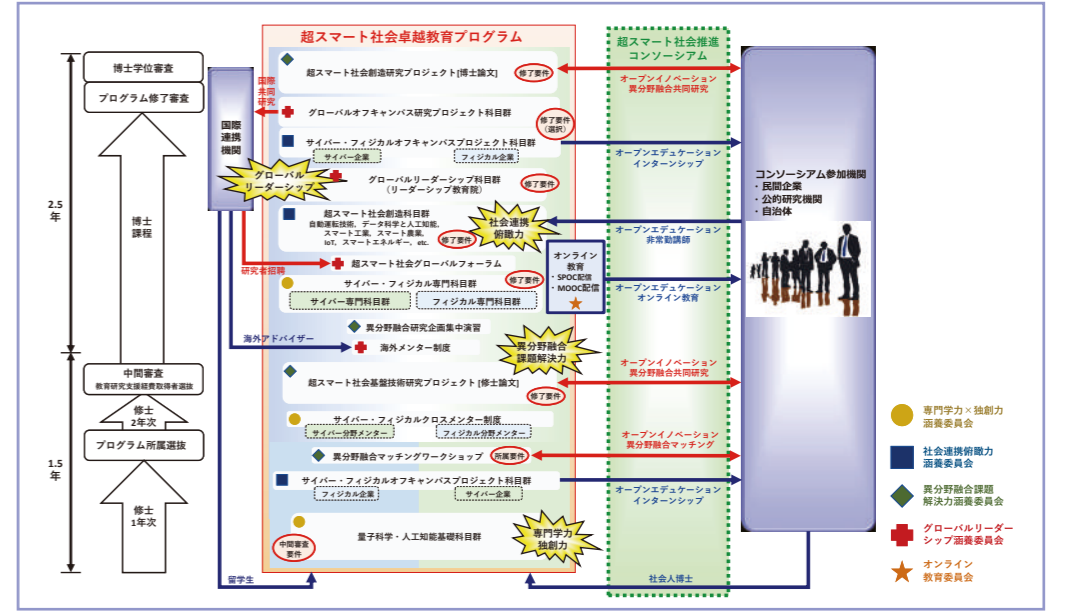 超スマート社会卓越教育プログラム
超スマート社会推進
コンソーシアム
2.5
年
1.5
年
博士学位審査
プログラム修了審査
博士
課程
中間審査
教育研究支援経費取得者選抜
修士
2年次
プログラム所属選抜
修士
1年次
国際
連携
機関
国際
共同
研究
グローバル
リーダーシップ
研究者招聘
海外アドバイザー
留学生
超スマート社会創造研究プロジェクト[博士論文]
修了要件
グローバルオフキャンパス研究プロジェクト科目群
修了要件
(選択)
サイバー・フィジカルオフキャンパスプロジェクト科目群
サイバー企業
フィジカル企業
グローバルリーダーシップ科目群
(リーダーシップ教育院)
修了要件
超スマート社会創造科目群
自動運転技術，データ科学と人工知能，
スマート工業，スマート農業，
IoT，スマートエネルギー，etc.
修了要件
社会連携
俯瞰力
超スマート社会グローバルフォーラム
サイバー・フィジカル専門科目群
修了要件
サイバー専門科目群
フィジカル専門科目群
オンライン
教育
・SPOC配信
・MOOC配信
異分野融合研究企画集中演習
海外メンター制度
異分野融合
課題解決力
超スマート社会基盤技術研究プロジェクト [修士論文]
修了要件
サイバー・フィジカルクロスメンター制度
サイバー分野メンター
フィジカル分野メンター
異分野融合マッチングワークショップ
所属要件
サイバー・フィジカルオフキャンパスプロジェクト科目群
フィジカル企業
サイバー企業
量子科学・人工知能基礎科目群
中間審査
要件
専門学力
独創力
オープンイノベーション
異分野融合共同研究
オープンエデュケーション
インターンシップ
オープンエデュケーション
非常勤講師
オープンエデュケーション
オンライン教育
オープンイノベーション
異分野融合共同研究
オープンイノベーション
異分野融合マッチング
オープンエデュケーション
インターンシップ
社会人博士
コンソーシアム参加機関
・民間企業
・公的研究機関
・自治体
専門学力×独創力
涵養委員会
社会連携俯瞰力
涵養委員会
異分野融合課題
解決力涵養委員会
グローバルリーダー
シップ涵養委員会
オンライン
教育委員会